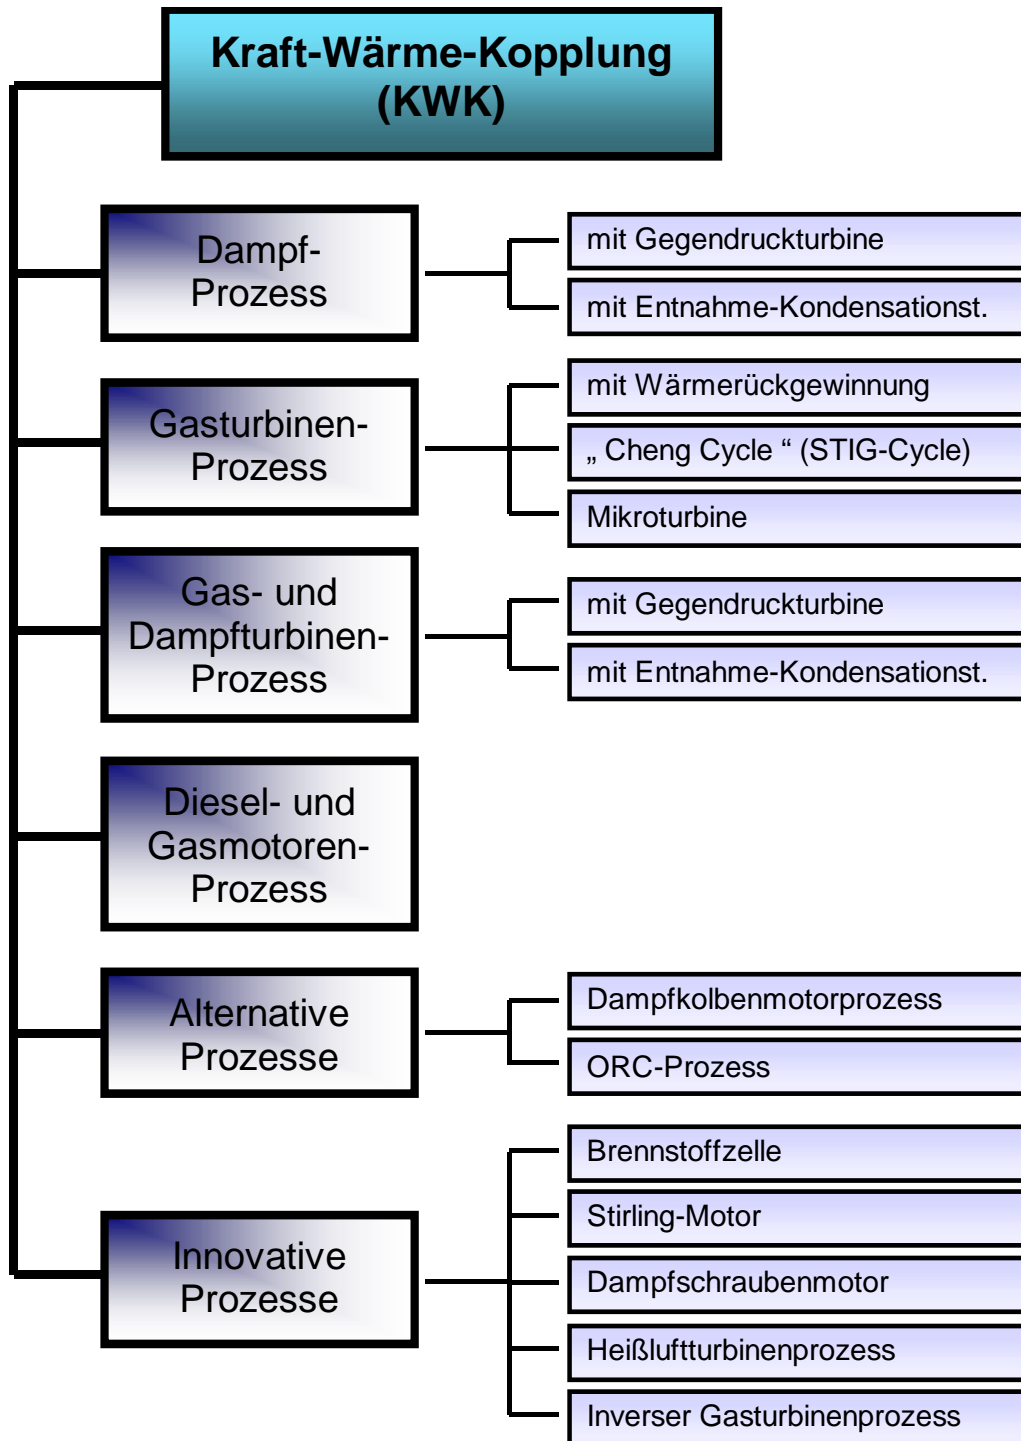 Kraft-Wärme-Kopplung
(KWK)
Dampf-
Prozess
mit Gegendruckturbine
mit Entnahme-Kondensationst.
Gasturbinen-
Prozess
mit Wärmerückgewinnung
„ Cheng Cycle “ (STIG-Cycle)
Mikroturbine
Gas- und
Dampfturbinen-
Prozess
mit Gegendruckturbine
mit Entnahme-Kondensationst.
Diesel- und
Gasmotoren-
Prozess
Alternative
Prozesse
Dampfkolbenmotorprozess
ORC-Prozess
Innovative
Prozesse
Brennstoffzelle
Stirling-Motor
Dampfschraubenmotor
Heißluftturbinenprozess
Inverser Gasturbinenprozess